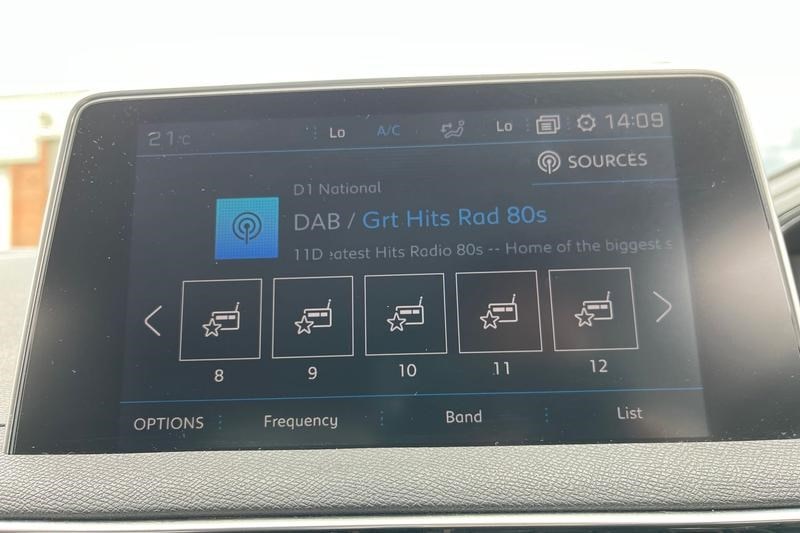 21°C Lo A/C Lo 14:09
SOURCES
D1 National
DAB / Grt Hits Rad 80s
11D eatest Hits Radio 80s -- Home of the biggest s
8 9 10 11 12
OPTIONS Frequency Band List